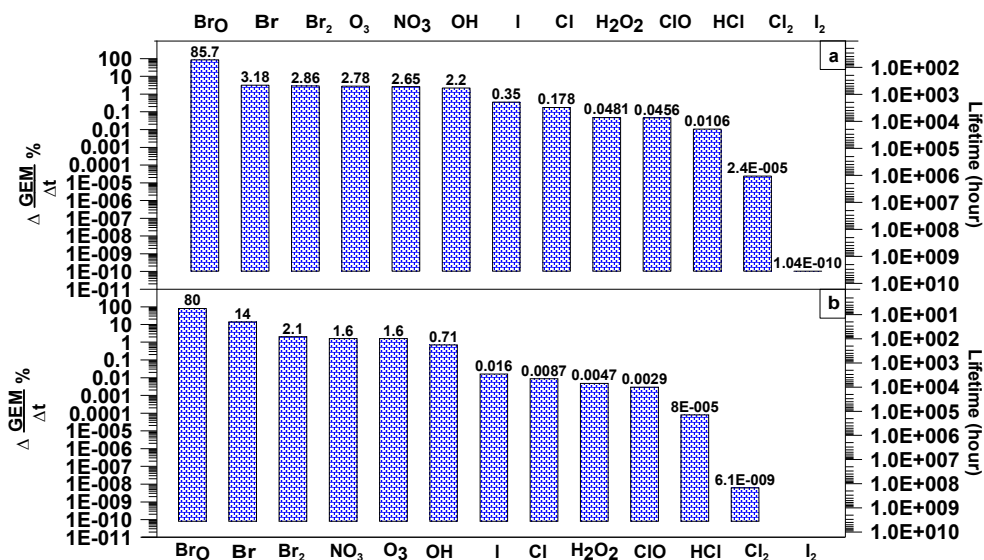 BrO Br Br₂ O₃ NO₃ OH I Cl H₂O₂ ClO HCl Cl₂ I₂
a
Δ GEM %
Δt
100
10
1
0.1
0.01
0.001
0.0001
1E-005
1E-006
1E-007
1E-008
1E-009
1E-010
1E-011
85.7 3.18 2.86 2.78 2.65 2.2 0.35 0.178 0.0481 0.0456 0.0106 2.4E-005 1.04E-010
1.0E+002
1.0E+003
1.0E+004
1.0E+005
1.0E+006
1.0E+007
1.0E+008
1.0E+009
1.0E+010
Lifetime (hour)
b
Δ GEM %
Δt
100
10
1
0.1
0.01
0.001
0.0001
1E-005
1E-006
1E-007
1E-008
1E-009
1E-010
1E-011
80 14 2.1 1.6 1.6 0.71 0.016 0.0087 0.0047 0.0029 8E-005 6.1E-009
1.0E+001
1.0E+002
1.0E+003
1.0E+004
1.0E+005
1.0E+006
1.0E+007
1.0E+008
1.0E+009
1.0E+010
Lifetime (hour)
BrO Br Br₂ NO₃ O₃ OH I Cl H₂O₂ ClO HCl Cl₂ I₂